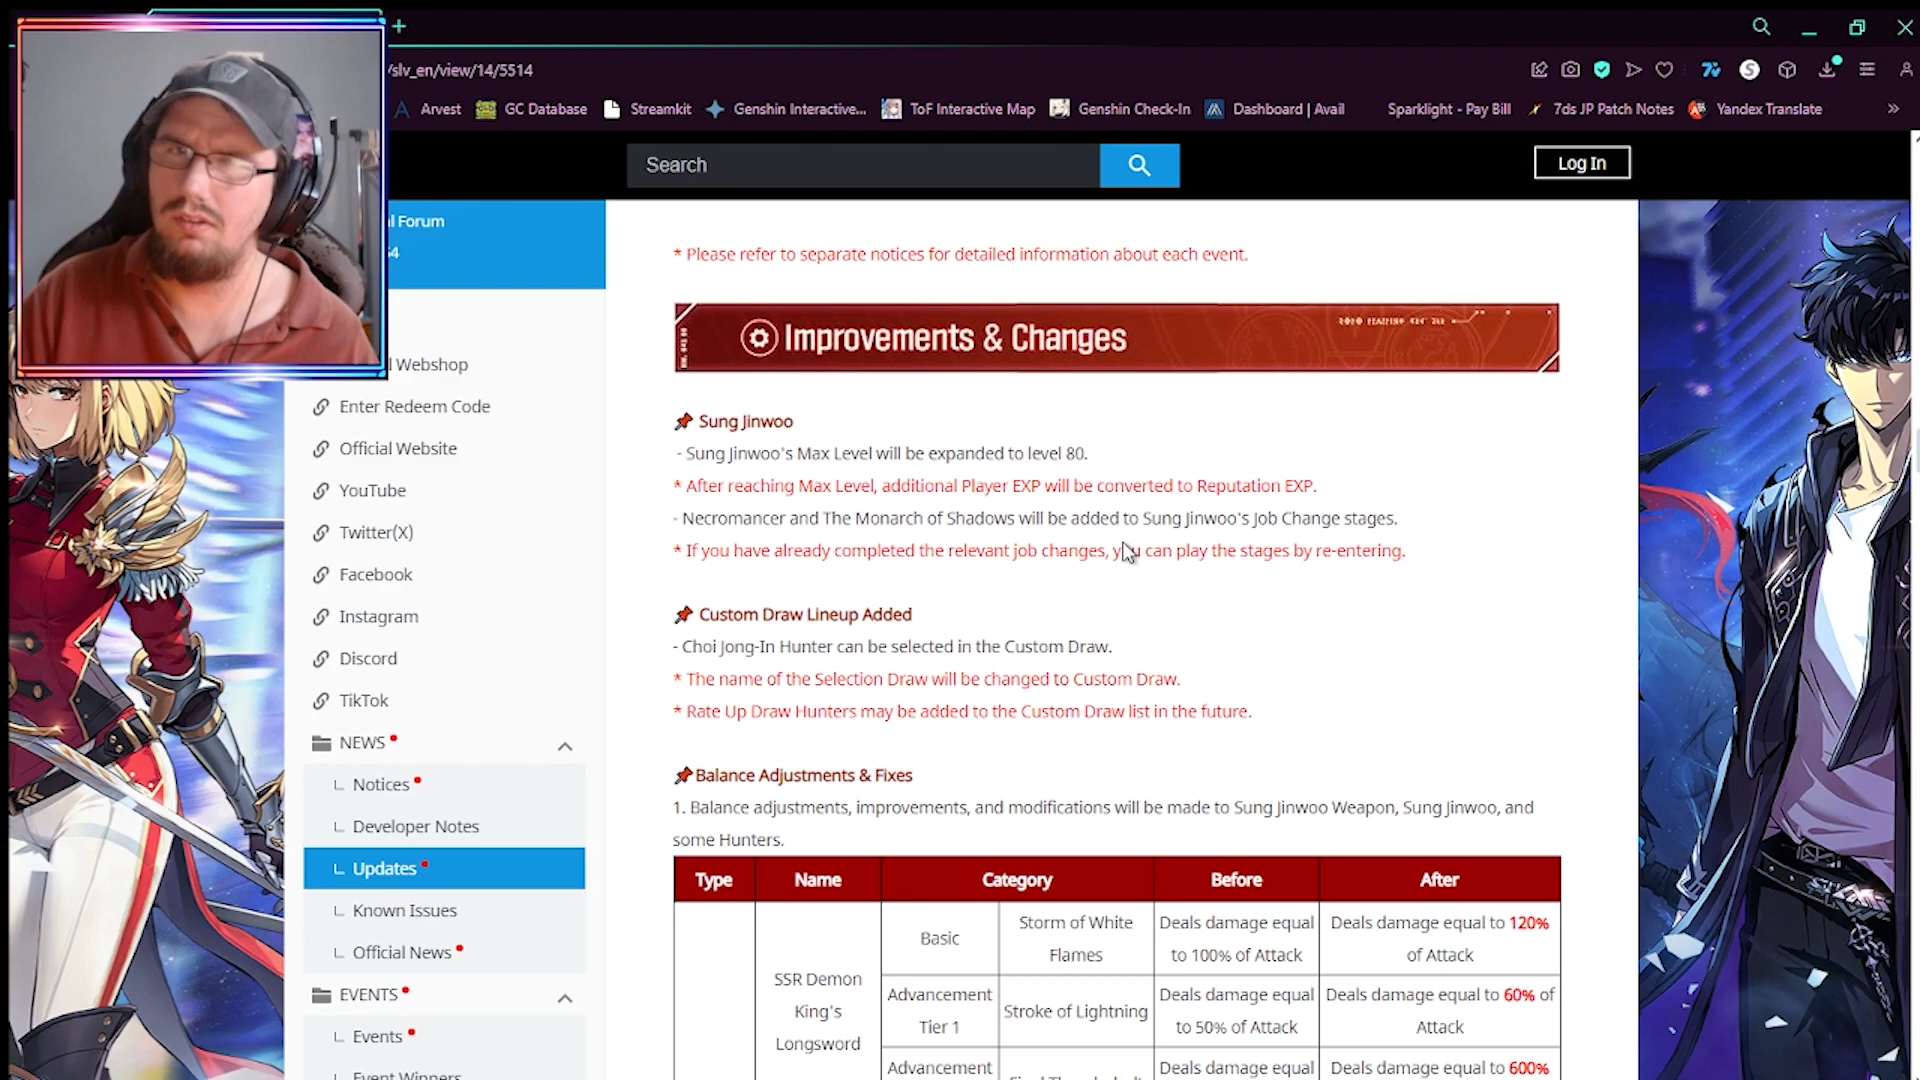 /slv_en/view/14/5514
Arvest
GC Database
Streamkit
Genshin Interactive...
ToF Interactive Map
Genshin Check-In
Dashboard | Avail
Sparklight - Pay Bill
7ds JP Patch Notes
Yandex Translate
Search
Log In
l Forum
l Webshop
Enter Redeem Code
Official Website
YouTube
Twitter(X)
Facebook
Instagram
Discord
TikTok
NEWS
Notices
Developer Notes
Updates
Known Issues
Official News
EVENTS
Events
Event Winners
* Please refer to separate notices for detailed information about each event.
Improvements & Changes
Sung Jinwoo
- Sung Jinwoo's Max Level will be expanded to level 80.
* After reaching Max Level, additional Player EXP will be converted to Reputation EXP.
- Necromancer and The Monarch of Shadows will be added to Sung Jinwoo's Job Change stages.
* If you have already completed the relevant job changes, you can play the stages by re-entering.
Custom Draw Lineup Added
- Choi Jong-In Hunter can be selected in the Custom Draw.
* The name of the Selection Draw will be changed to Custom Draw.
* Rate Up Draw Hunters may be added to the Custom Draw list in the future.
Balance Adjustments & Fixes
1. Balance adjustments, improvements, and modifications will be made to Sung Jinwoo Weapon, Sung Jinwoo, and
some Hunters.
Type Name Category Before After
SSR Demon
King's
Longsword
Basic
Storm of White
Flames
Deals damage equal
to 100% of Attack
Deals damage equal to 120%
of Attack
Advancement
Tier 1
Stroke of Lightning
Deals damage equal
to 50% of Attack
Deals damage equal to 60% of
Attack
Advancement
Deals damage equal
Deals damage equal to 600%